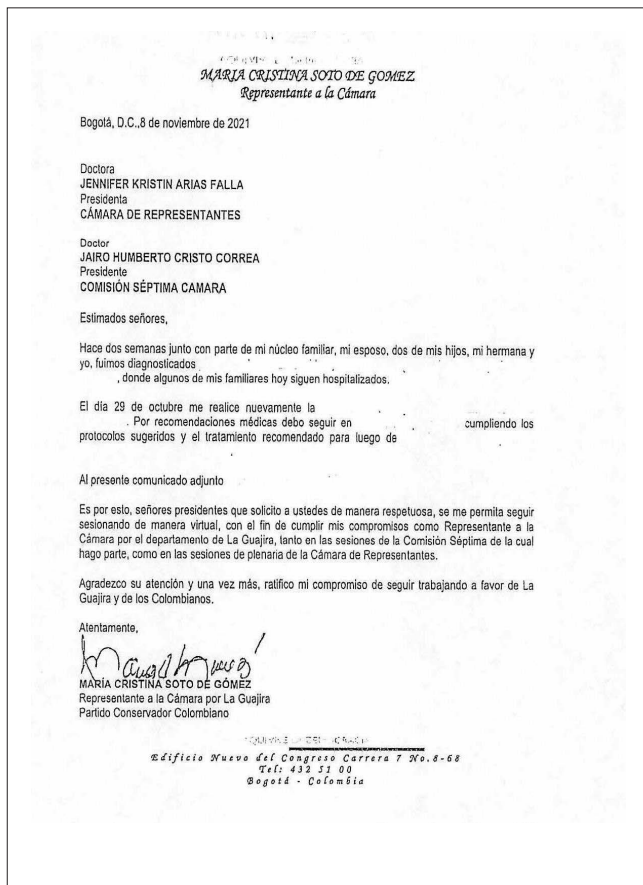 MARIA CRISTINA SOTO DE GOMEZ
Representante a la Cámara
Bogotá, D.C.,8 de noviembre de 2021
Doctora
JENNIFER KRISTIN ARIAS FALLA
Presidenta
CÁMARA DE REPRESENTANTES
Doctor
JAIRO HUMBERTO CRISTO CORREA
Presidente
COMISIÓN SÉPTIMA CAMARA
Estimados señores,
Hace dos semanas junto con parte de mi núcleo familiar, mi esposo, dos de mis hijos, mi hermana y
yo, fuimos diagnosticados
, donde algunos de mis familiares hoy siguen hospitalizados.
El día 29 de octubre me realice nuevamente la
. Por recomendaciones médicas debo seguir en cumpliendo los
protocolos sugeridos y el tratamiento recomendado para luego de
Al presente comunicado adjunto
Es por esto, señores presidentes que solicito a ustedes de manera respetuosa, se me permita seguir
sesionando de manera virtual, con el fin de cumplir mis compromisos como Representante a la
Cámara por el departamento de La Guajira, tanto en las sesiones de la Comisión Séptima de la cual
hago parte, como en las sesiones de plenaria de la Cámara de Representantes.
Agradezco su atención y una vez más, ratifico mi compromiso de seguir trabajando a favor de La
Guajira y de los Colombianos.
Atentamente,
MARÍA CRISTINA SOTO DE GÓMEZ
Representante a la Cámara por La Guajira
Partido Conservador Colombiano
Edificio Nuevo del Congreso Carrera 7 No.8-68
Tel: 432 51 00
Bogotá - Colombia